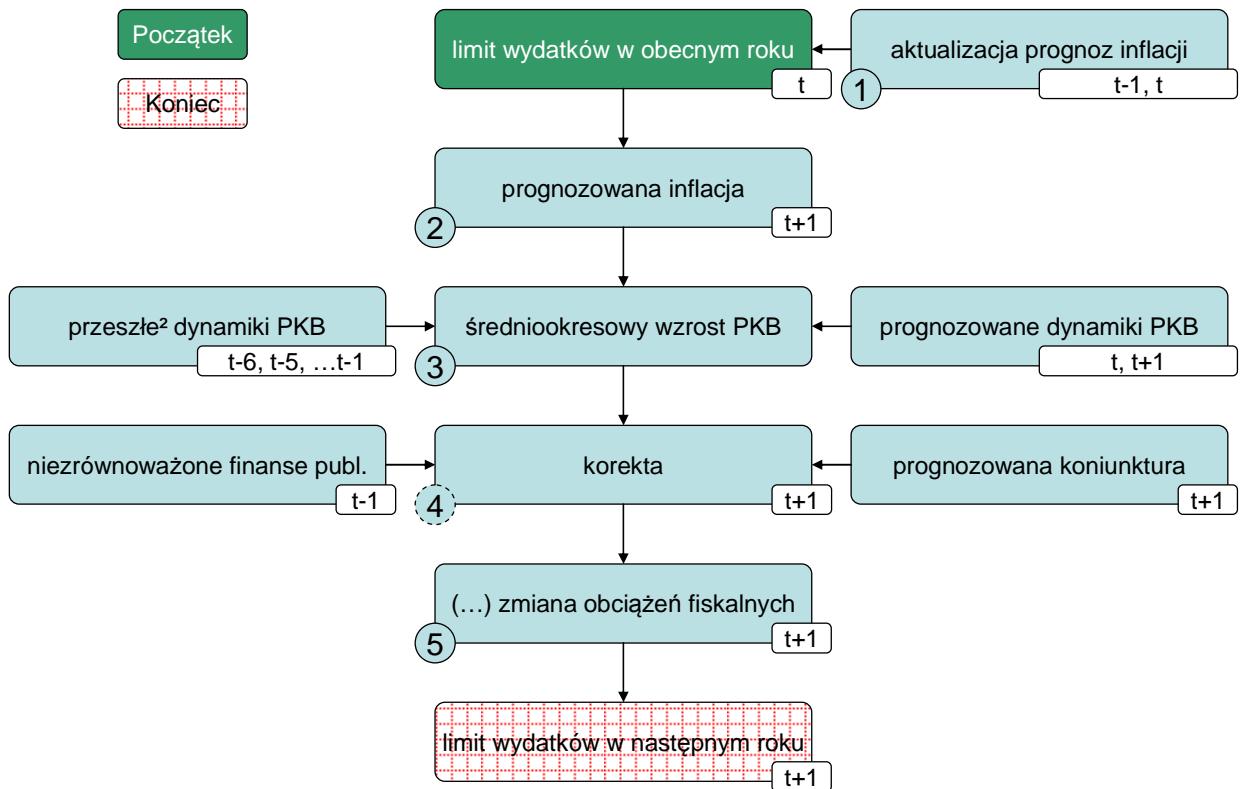 Początek
limit wydatków w obecnym roku
t
aktualizacja prognoz inflacji
t-1, t
1
Koniec
prognozowana inflacja
t+1
2
przeszłe² dynamiki PKB
t-6, t-5, …t-1
średniookresowy wzrost PKB
3
prognozowane dynamiki PKB
t, t+1
niezrównoważone finanse publ.
t-1
korekta
t+1
4
prognozowana koniunktura
t+1
(…) zmiana obciążeń fiskalnych
t+1
5
limit wydatków w następnym roku
t+1